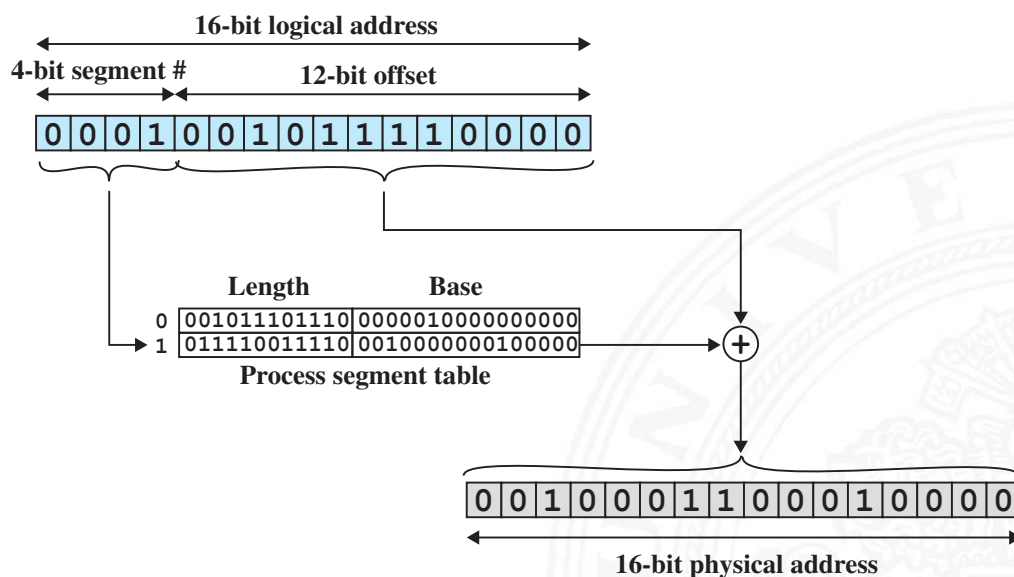 16-bit logical address
4-bit segment # 12-bit offset
0 0 0 1 0 0 1 0 1 1 1 1 0 0 0 0
Length Base
0 001011101110 0000010000000000
1 011110011110 0010000000100000
Process segment table
+
0 0 1 0 0 0 1 1 0 0 0 1 0 0 0 0
16-bit physical address
N I V E